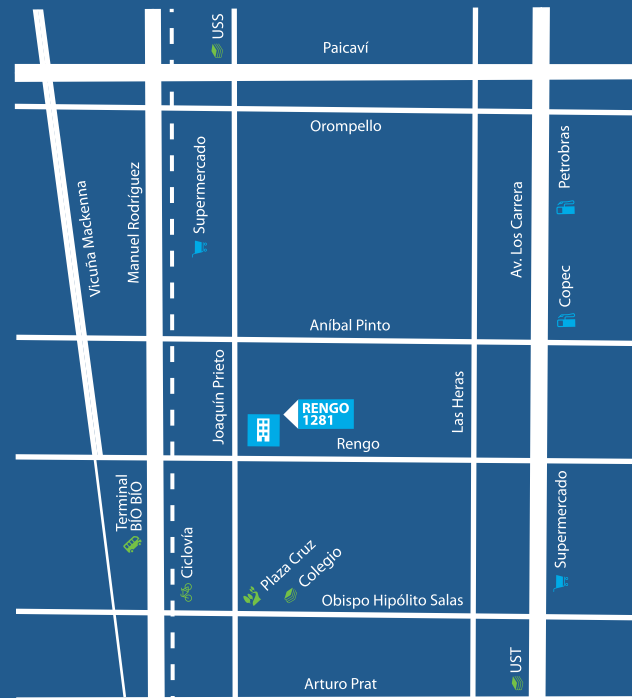 USS
Paicaví
Orompello
Supermercado
Petrobras
Vicuña Mackenna
Manuel Rodríguez
Av. Los Carrera
Copec
Aníbal Pinto
Joaquín Prieto
Las Heras
RENGO
1281
Rengo
Terminal
BÍO BÍO
Supermercado
Ciclovía
Plaza Cruz
Colegio
Obispo Hipólito Salas
UST
Arturo Prat